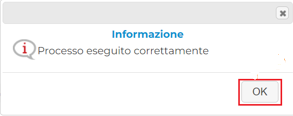 Informazione
Processo eseguito correttamente
OK